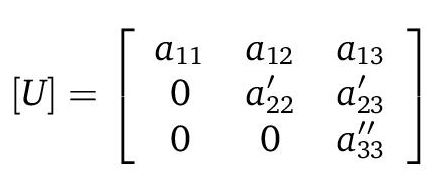 [U] = [ a₁₁ a₁₂ a₁₃
0 a′₂₂ a′₂₃
0 0 a″₃₃ ]